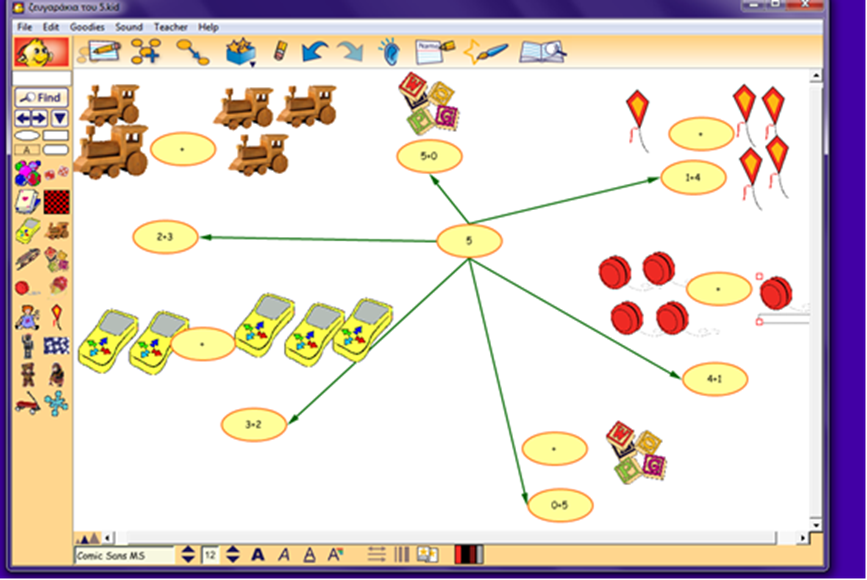 ζευγαράκια του 5.kid
File Edit Goodies Sound Teacher Help
Name
Find
A
+
5+0
+
1+4
2+3
5
+
+
4+1
3+2
+
0+5
Comic Sans MS 12 A A A A